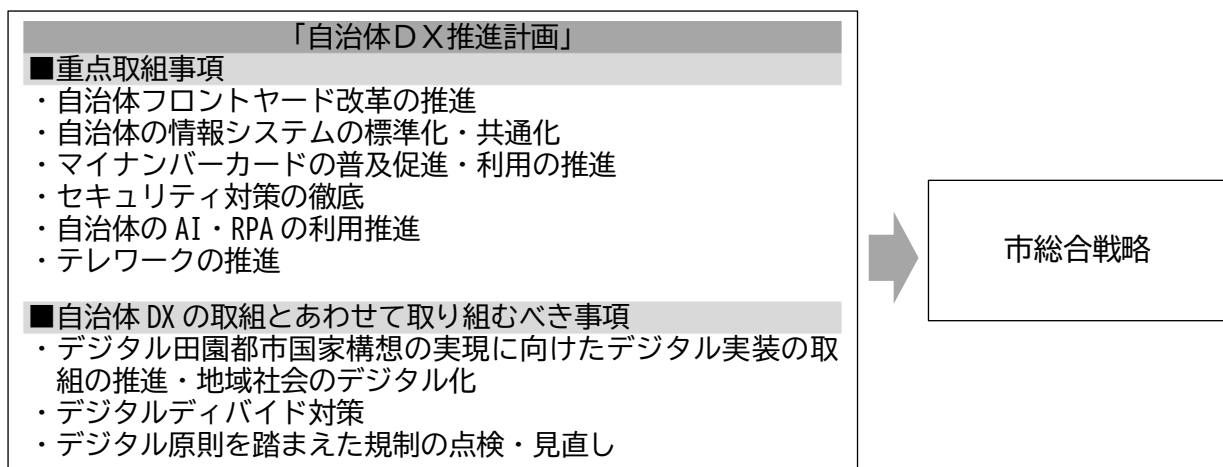 「自治体ＤＸ推進計画」
■重点取組事項
・自治体フロントヤード改革の推進
・自治体の情報システムの標準化・共通化
・マイナンバーカードの普及促進・利用の推進
・セキュリティ対策の徹底
・自治体の AI・RPA の利用推進
・テレワークの推進
■自治体 DX の取組とあわせて取り組むべき事項
・デジタル田園都市国家構想の実現に向けたデジタル実装の取
組の推進・地域社会のデジタル化
・デジタルディバイド対策
・デジタル原則を踏まえた規制の点検・見直し
市総合戦略